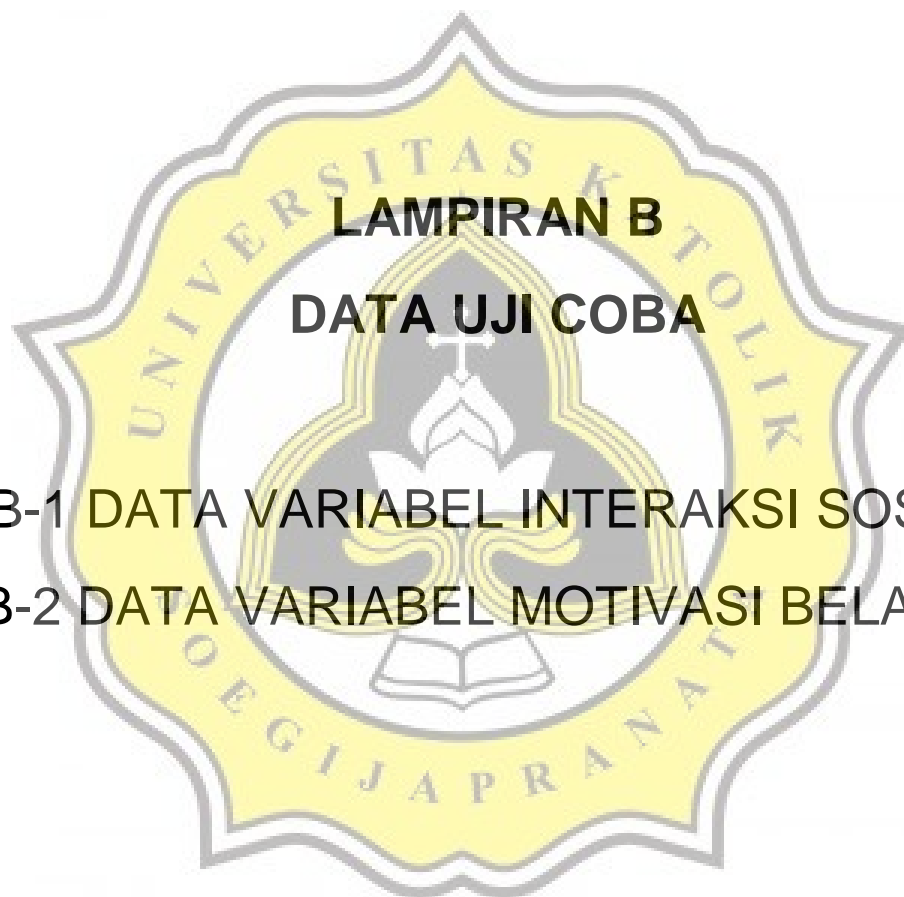 UNIVERSITAS KATOLIK
LAMPIRAN B
DATA UJI COBA
B-1 DATA VARIABEL INTERAKSI SOS
B-2 DATA VARIABEL MOTIVASI BELA
SOEGIJAPRANATA